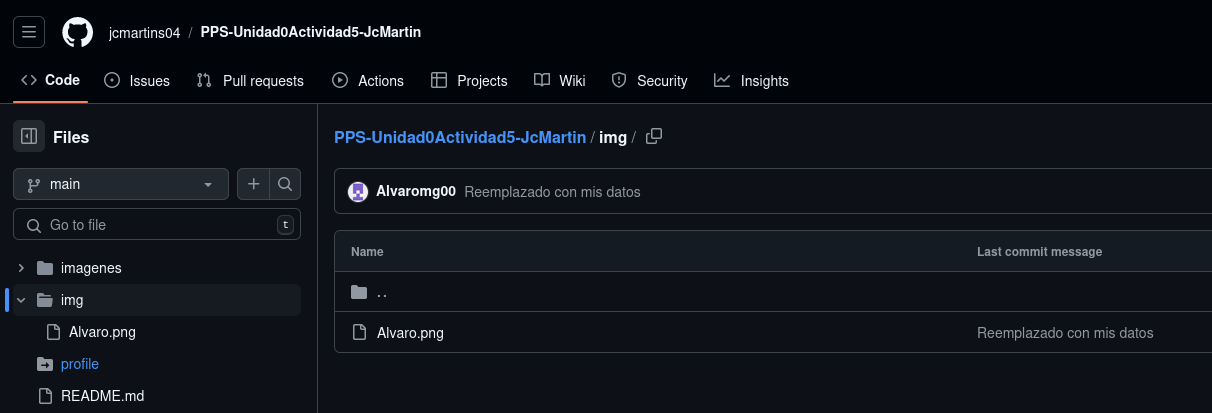 jcmartins04 / PPS-Unidad0Actividad5-JcMartin
Code Issues Pull requests Actions Projects Wiki Security Insights
Files
main
Go to file t
imagenes
img
Alvaro.png
profile
README.md
PPS-Unidad0Actividad5-JcMartin / img /
Alvaromg00 Reemplazado con mis datos
Name Last commit message
..
Alvaro.png Reemplazado con mis datos